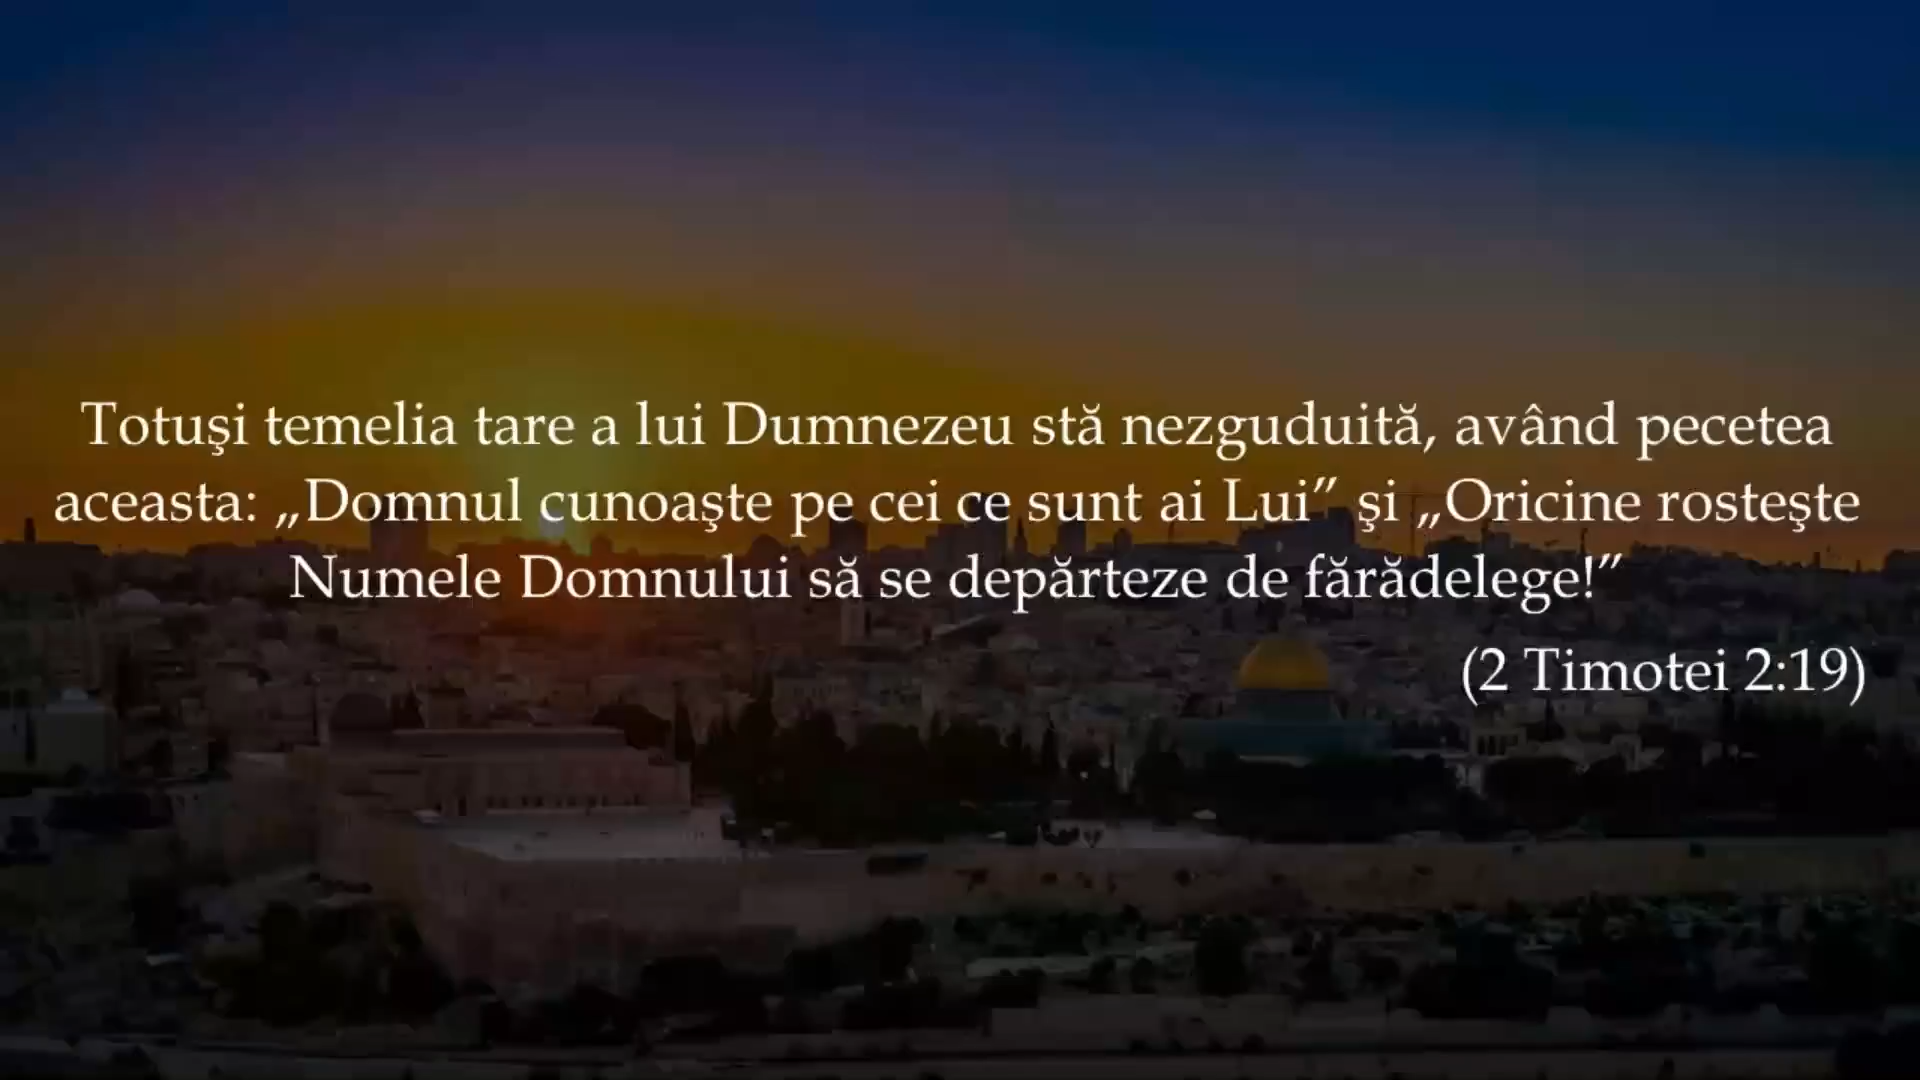 Totuşi temelia tare a lui Dumnezeu stă nezguduită, având pecetea
aceasta: „Domnul cunoaşte pe cei ce sunt ai Lui” şi „Oricine rosteşte
Numele Domnului să se depărteze de fărădelege!”
(2 Timotei 2:19)